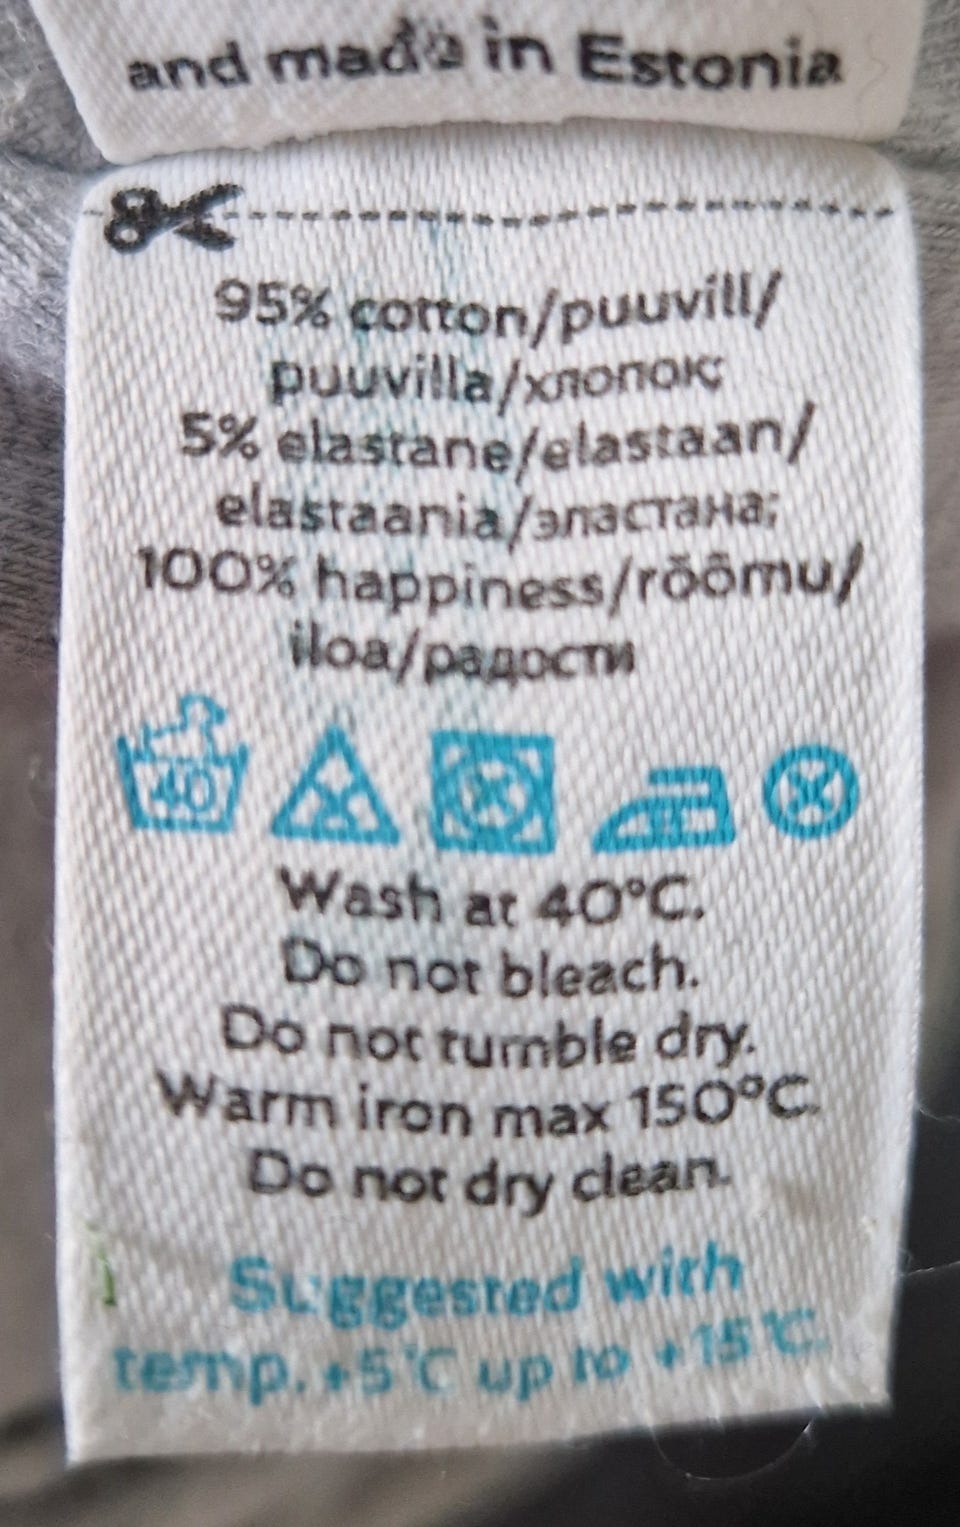 and made in Estonia
95% cotton/puuvill/
puuvilla/хлопок;
5% elastane/elastaan/
elastaania/эластана;
100% happiness/rõõmu/
iloa/радости
40
Wash at 40°C.
Do not bleach.
Do not tumble dry.
Warm iron max 150°C.
Do not dry clean.
Suggested with
temp. +5°C up to +15°C.